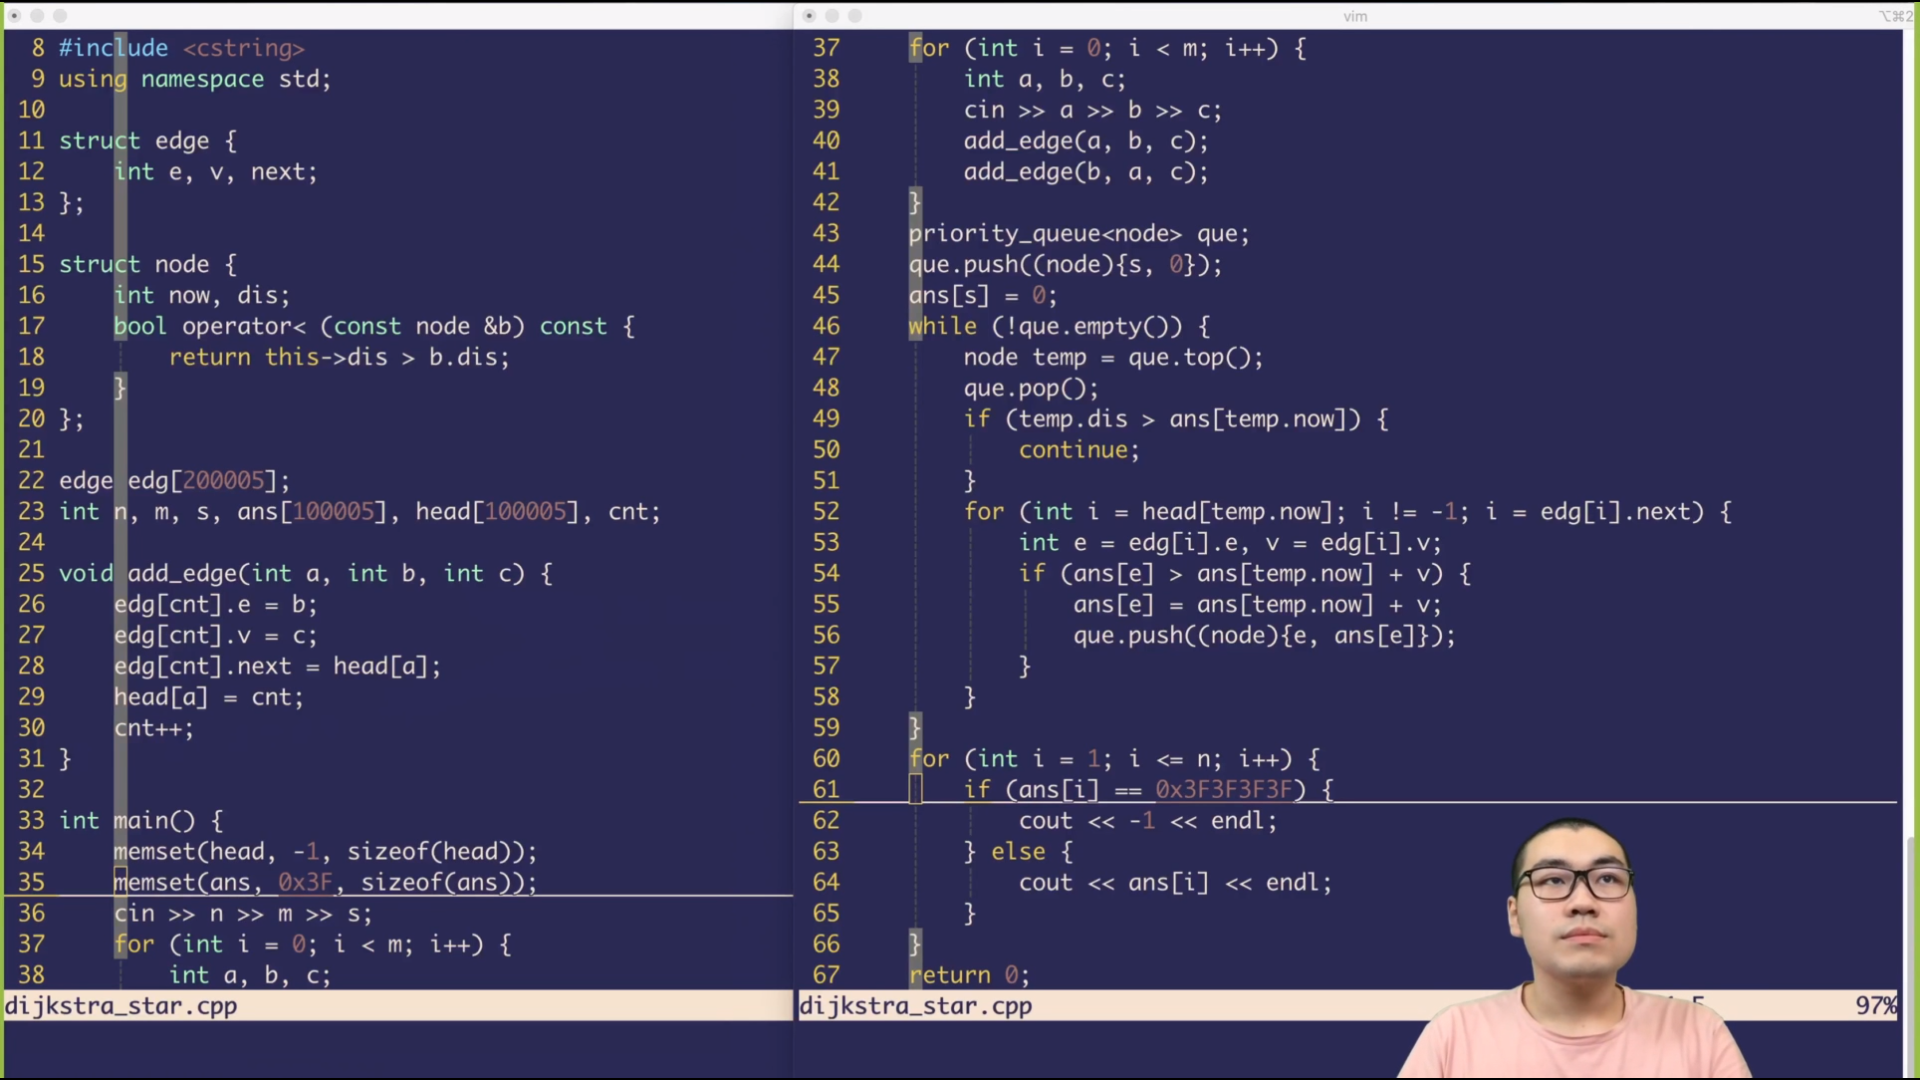 8 #include <cstring>
9 using namespace std;
10
11 struct edge {
12     int e, v, next;
13 };
14
15 struct node {
16     int now, dis;
17     bool operator< (const node &b) const {
18         return this->dis > b.dis;
19     }
20 };
21
22 edge edg[200005];
23 int n, m, s, ans[100005], head[100005], cnt;
24
25 void add_edge(int a, int b, int c) {
26     edg[cnt].e = b;
27     edg[cnt].v = c;
28     edg[cnt].next = head[a];
29     head[a] = cnt;
30     cnt++;
31 }
32
33 int main() {
34     memset(head, -1, sizeof(head));
35     memset(ans, 0x3F, sizeof(ans));
36     cin >> n >> m >> s;
37     for (int i = 0; i < m; i++) {
38         int a, b, c;
dijkstra_star.cpp
vim
⌥⌘2
37     for (int i = 0; i < m; i++) {
38         int a, b, c;
39         cin >> a >> b >> c;
40         add_edge(a, b, c);
41         add_edge(b, a, c);
42     }
43     priority_queue<node> que;
44     que.push((node){s, 0});
45     ans[s] = 0;
46     while (!que.empty()) {
47         node temp = que.top();
48         que.pop();
49         if (temp.dis > ans[temp.now]) {
50             continue;
51         }
52         for (int i = head[temp.now]; i != -1; i = edg[i].next) {
53             int e = edg[i].e, v = edg[i].v;
54             if (ans[e] > ans[temp.now] + v) {
55                 ans[e] = ans[temp.now] + v;
56                 que.push((node){e, ans[e]});
57             }
58         }
59     }
60     for (int i = 1; i <= n; i++) {
61         if (ans[i] == 0x3F3F3F3F) {
62             cout << -1 << endl;
63         } else {
64             cout << ans[i] << endl;
65         }
66     }
67     return 0;
dijkstra_star.cpp 97%